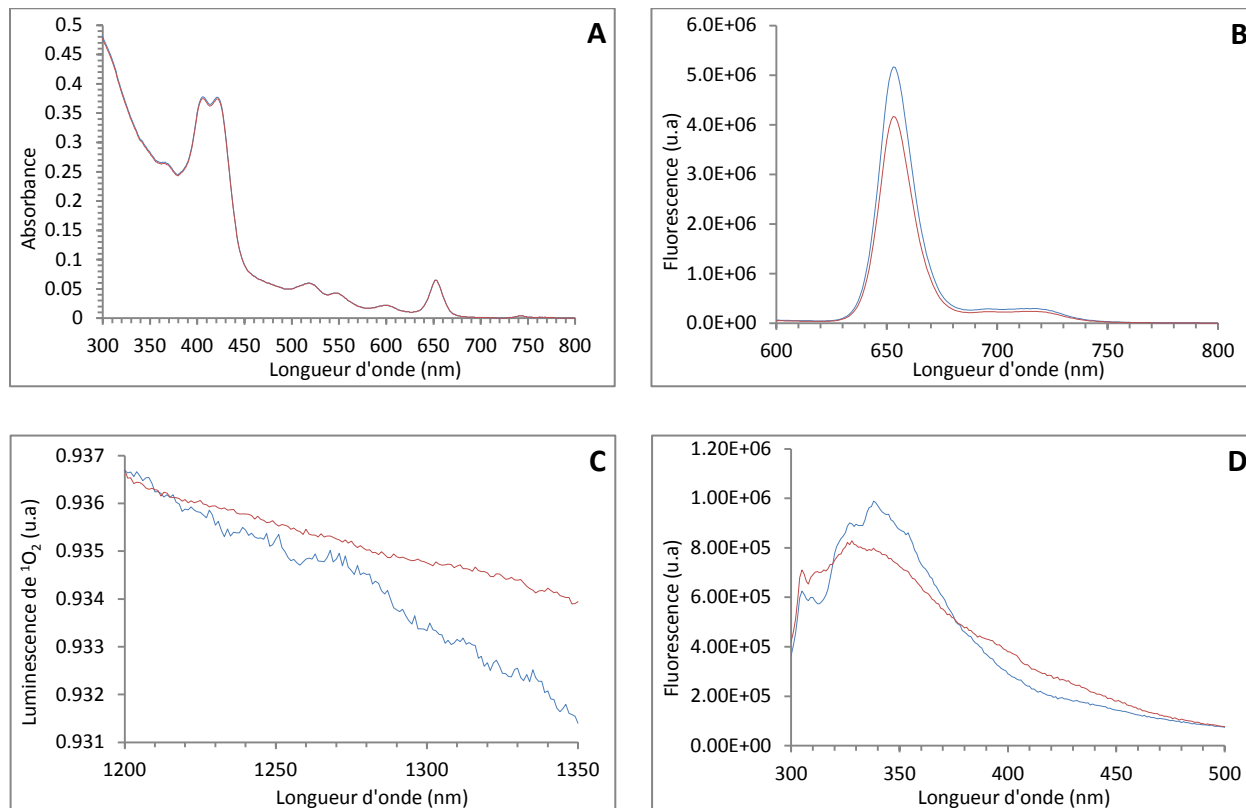 A
Absorbance
0.5
0.45
0.4
0.35
0.3
0.25
0.2
0.15
0.1
0.05
0
300 350 400 450 500 550 600 650 700 750 800
Longueur d'onde (nm)
B
Fluorescence (u.a)
6.0E+06
5.0E+06
4.0E+06
3.0E+06
2.0E+06
1.0E+06
0.0E+00
600 650 700 750 800
Longueur d'onde (nm)
C
Luminescence de ¹O₂ (u.a)
0.937
0.936
0.935
0.934
0.933
0.932
0.931
1200 1250 1300 1350
Longueur d'onde (nm)
D
Fluorescence (u.a)
1.20E+06
1.00E+06
8.00E+05
6.00E+05
4.00E+05
2.00E+05
0.00E+00
300 350 400 450 500
Longueur d'onde (nm)